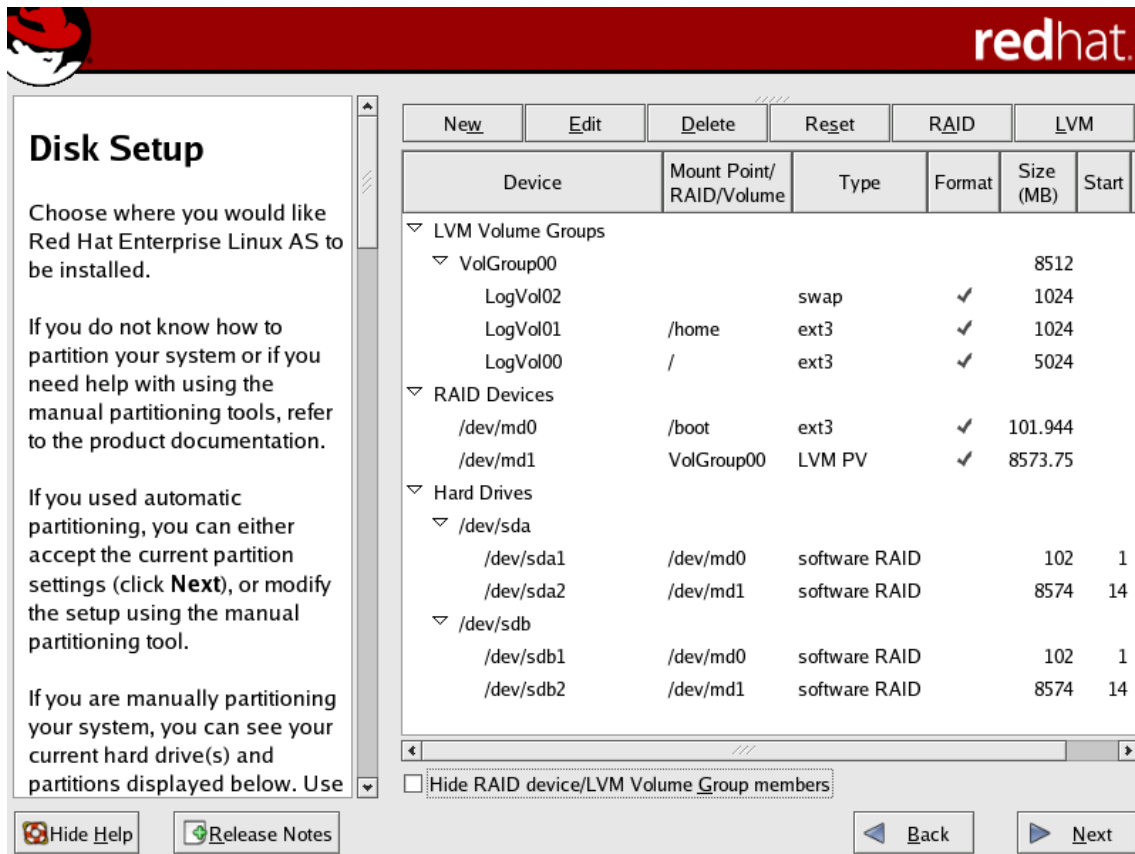 redhat.
Disk Setup
Choose where you would like
Red Hat Enterprise Linux AS to
be installed.
If you do not know how to
partition your system or if you
need help with using the
manual partitioning tools, refer
to the product documentation.
If you used automatic
partitioning, you can either
accept the current partition
settings (click Next), or modify
the setup using the manual
partitioning tool.
If you are manually partitioning
your system, you can see your
current hard drive(s) and
partitions displayed below. Use
New Edit Delete Reset RAID LVM
Device Mount Point/ RAID/Volume Type Format Size (MB) Start
LVM Volume Groups
VolGroup00 8512
LogVol02 swap 1024
LogVol01 /home ext3 1024
LogVol00 / ext3 5024
RAID Devices
/dev/md0 /boot ext3 101.944
/dev/md1 VolGroup00 LVM PV 8573.75
Hard Drives
/dev/sda
/dev/sda1 /dev/md0 software RAID 102 1
/dev/sda2 /dev/md1 software RAID 8574 14
/dev/sdb
/dev/sdb1 /dev/md0 software RAID 102 1
/dev/sdb2 /dev/md1 software RAID 8574 14
Hide RAID device/LVM Volume Group members
Hide Help Release Notes Back Next